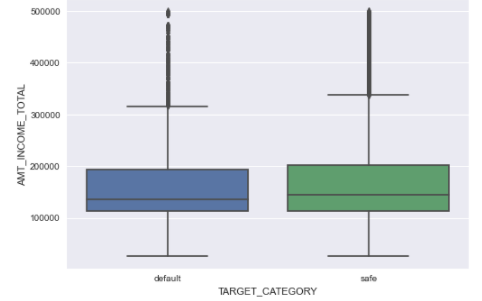 500000
400000
300000
200000
100000
AMT_INCOME_TOTAL
default
safe
TARGET_CATEGORY